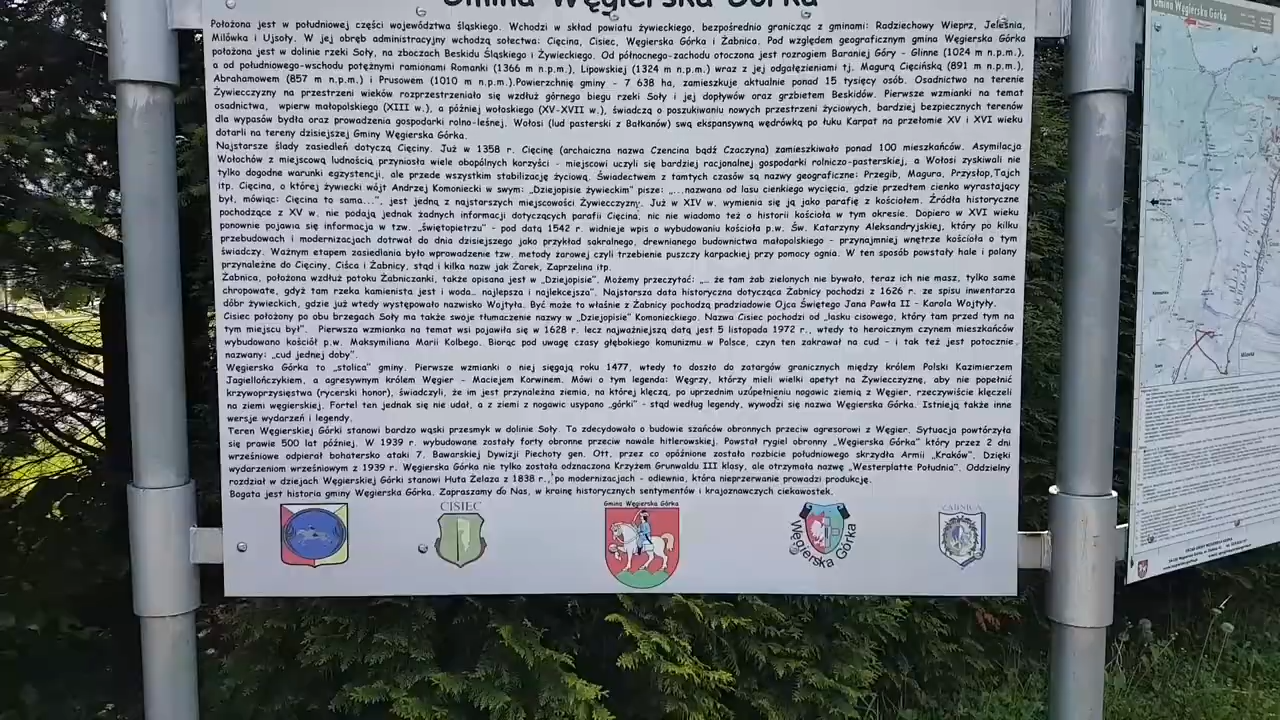 Gmina Węgierska Górka
Położona jest w południowej części województwa śląskiego. Wchodzi w skład powiatu żywieckiego, bezpośrednio granicząc z gminami: Radziechowy Wieprz, Jeleśnia,
Milówka i Ujsoły. W jej obręb administracyjny wchodzą sołectwa: Cięcina, Cisiec, Węgierska Górka i Żabnica. Pod względem geograficznym gmina Węgierska Górka
położona jest w dolinie rzeki Soły, na zboczach Beskidu Śląskiego i Żywieckiego. Od północnego-zachodu otoczona jest rozrogiem Baraniej Góry - Glinne (1024 m n.p.m.),
a od południowego-wschodu potężnymi ramionami Romanki (1366 m n.p.m.), Lipowskiej (1324 m n.p.m.) wraz z jej odgałęzieniami tj. Magurą Cięcińską (891 m n.p.m.),
Abrahamowem (857 m n.p.m.) i Prusowem (1010 m n.p.m.).Powierzchnię gminy - 7 638 ha, zamieszkuje aktualnie ponad 15 tysięcy osób. Osadnictwo na terenie
Żywiecczyzny na przestrzeni wieków rozprzestrzeniało się wzdłuż górnego biegu rzeki Soły i jej dopływów oraz grzbietem Beskidów. Pierwsze wzmianki na temat
osadnictwa, wpierw małopolskiego (XIII w.), a później wołoskiego (XV-XVII w.), świadczą o poszukiwaniu nowych przestrzeni życiowych, bardziej bezpiecznych terenów
dla wypasów bydła oraz prowadzenia gospodarki rolno-leśnej. Wołosi (lud pasterski z Bałkanów) swą ekspansywną wędrówką po łuku Karpat na przełomie XV i XVI wieku
dotarli na tereny dzisiejszej Gminy Węgierska Górka.
Najstarsze ślady zasiedleń dotyczą Cięciny. Już w 1358 r. Cięcinę (archaiczna nazwa Czencina bądź Czaczyna) zamieszkiwało ponad 100 mieszkańców. Asymilacja
Wołochów z miejscową ludnością przyniosła wiele obopólnych korzyści - miejscowi uczyli się bardziej racjonalnej gospodarki rolniczo-pasterskiej, a Wołosi zyskiwali nie
tylko dogodne warunki egzystencji, ale przede wszystkim stabilizację życiową. Świadectwem z tamtych czasów są nazwy geograficzne: Przegib, Magura, Przysłop,Tajch
itp. Cięcina, o której żywiecki wójt Andrzej Komoniecki w swym: „Dziejopisie żywieckim" pisze: „...nazwana od lasu cienkiego wycięcia, gdzie przedtem cienko wyrastający
był, mówiąc: Cięcina to sama...", jest jedną z najstarszych miejscowości Żywiecczyzny. Już w XIV w. wymienia się ją jako parafię z kościołem. Źródła historyczne
pochodzące z XV w. nie podają jednak żadnych informacji dotyczących parafii Cięcina, nic nie wiadomo też o historii kościoła w tym okresie. Dopiero w XVI wieku
ponownie pojawia się informacja w tzw. „świętopietrzu" - pod datą 1542 r. widnieje wpis o wybudowaniu kościoła p.w. Św. Katarzyny Aleksandryjskiej, który po kilku
przebudowach i modernizacjach dotrwał do dnia dzisiejszego jako przykład sakralnego, drewnianego budownictwa małopolskiego - przynajmniej wnętrze kościoła o tym
świadczy. Ważnym etapem zasiedlania było wprowadzenie tzw. metody żarowej czyli trzebienie puszczy karpackiej przy pomocy ognia. W ten sposób powstały hale i polany
przynależne do Cięciny, Ciśca i Żabnicy, stąd i kilka nazw jak Żarek, Zaprzelina itp.
Żabnica, położona wzdłuż potoku Żabniczanki, także opisana jest w „Dziejopisie". Możemy przeczytać: „... że tam żab zielonych nie bywało, teraz ich nie masz, tylko same
chropowate, gdyż tam rzeka kamienista jest i woda... najlepsza i najlekcejsza". Najstarsza data historyczna dotycząca Żabnicy pochodzi z 1626 r. ze spisu inwentarza
dóbr żywieckich, gdzie już wtedy występowało nazwisko Wojtyła. Być może to właśnie z Żabnicy pochodzą pradziadowie Ojca Świętego Jana Pawła II - Karola Wojtyły.
Cisiec położony po obu brzegach Soły ma także swoje tłumaczenie nazwy w „Dziejopisie" Komonieckiego. Nazwa Cisiec pochodzi od „lasku cisowego, który tam przed tym na
tym miejscu był". Pierwsza wzmianka na temat wsi pojawiła się w 1628 r. lecz najważniejszą datą jest 5 listopada 1972 r., wtedy to heroicznym czynem mieszkańców
wybudowano kościół p.w. Maksymiliana Marii Kolbego. Biorąc pod uwagę czasy głębokiego komunizmu w Polsce, czyn ten zakrawał na cud - i tak też jest potocznie
nazwany: „cud jednej doby".
Węgierska Górka to „stolica" gminy. Pierwsze wzmianki o niej sięgają roku 1477, wtedy to doszło do zatargów granicznych między królem Polski Kazimierzem
Jagiellończykiem, a agresywnym królem Węgier - Maciejem Korwinem. Mówi o tym legenda: Węgrzy, którzy mieli wielki apetyt na Żywiecczyznę, aby nie popełnić
krzywoprzysięstwa (rycerski honor), świadczyli, że im jest przynależna ziemia, na której klęczą, po uprzednim uzupełnieniu nogawic ziemią z Węgier, rzeczywiście klęczeli
na ziemi węgierskiej. Fortel ten jednak się nie udał, a z ziemi z nogawic usypano „górki" - stąd według legendy, wywodzi się nazwa Węgierska Górka. Istnieją także inne
wersje wydarzeń i legendy.
Teren Węgierskiej Górki stanowi bardzo wąski przesmyk w dolinie Soły. To zdecydowało o budowie szańców obronnych przeciw agresorowi z Węgier. Sytuacja powtórzyła
się prawie 500 lat później. W 1939 r. wybudowane zostały forty obronne przeciw nawale hitlerowskiej. Powstał rygiel obronny „Węgierska Górka" który przez 2 dni
wrześniowe odpierał bohatersko ataki 7. Bawarskiej Dywizji Piechoty gen. Ott, przez co opóźnione zostało rozbicie południowego skrzydła Armii „Kraków". Dzięki
wydarzeniom wrześniowym z 1939 r. Węgierska Górka nie tylko została odznaczona Krzyżem Grunwaldu III klasy, ale otrzymała nazwę „Westerplatte Południa". Oddzielny
rozdział w dziejach Węgierskiej Górki stanowi Huta Żelaza z 1838 r., po modernizacjach - odlewnia, która nieprzerwanie prowadzi produkcję.
Bogata jest historia gminy Węgierska Górka. Zapraszamy do Nas, w krainę historycznych sentymentów i krajoznawczych ciekawostek.
CISIEC
Gmina Węgierska Górka
Węgierska Górka
ŻABNICA
Gmina Węgierska Górka